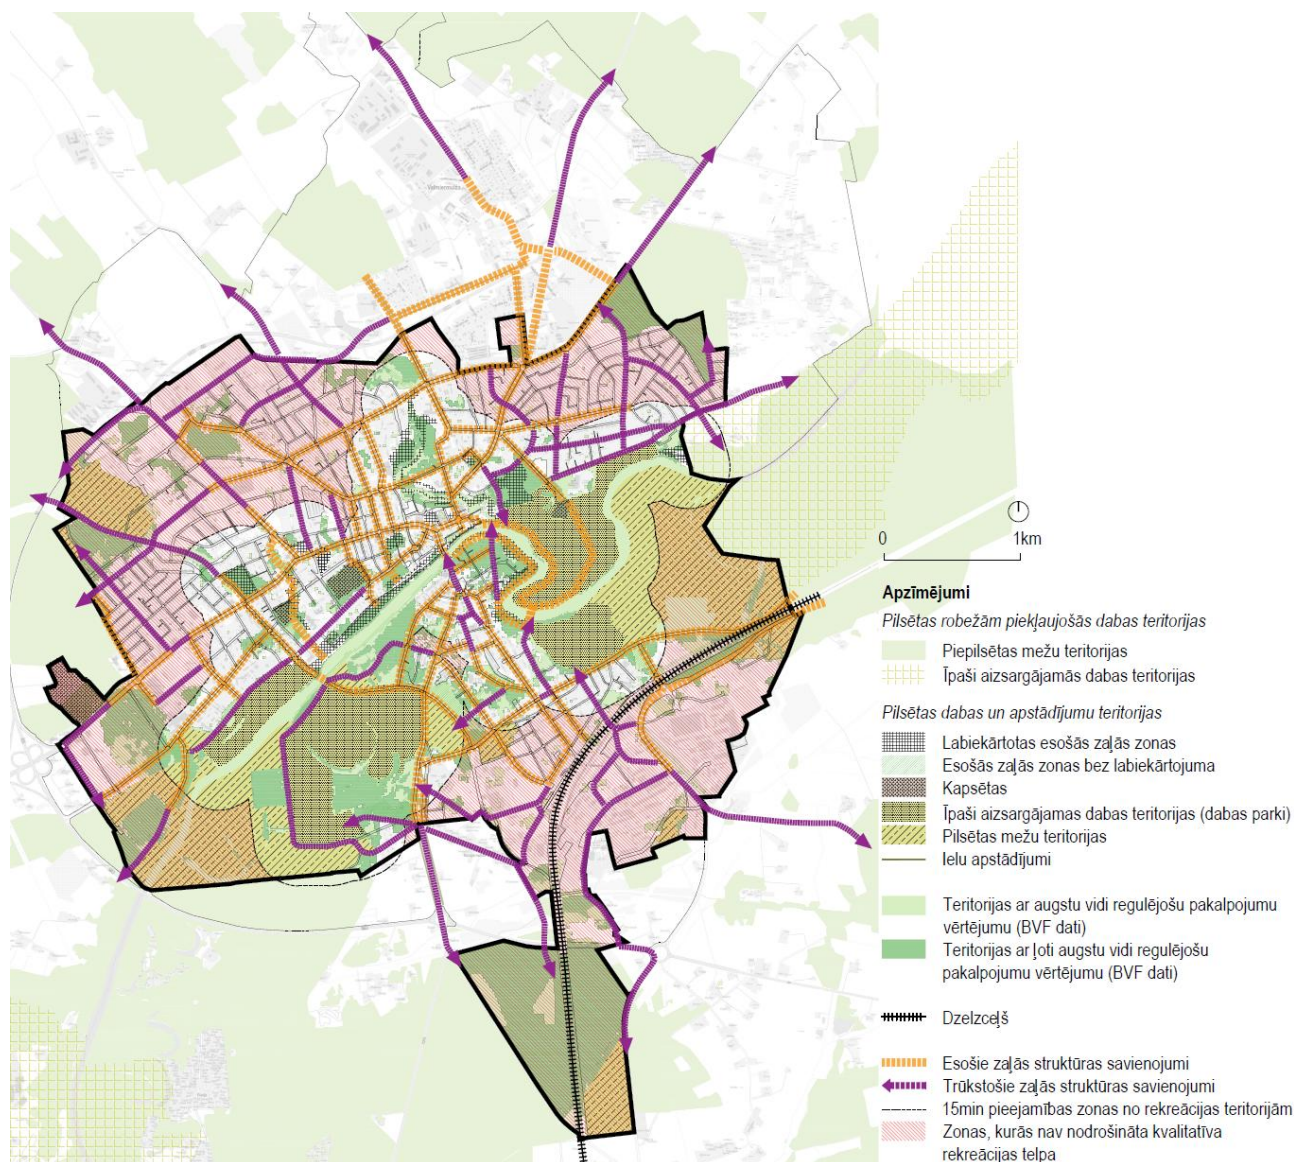 Valmiermuiža
0
1km
Apzīmējumi
Pilsētas robežām piekļaujošās dabas teritorijas
Piepilsētas mežu teritorijas
Īpaši aizsargājamās dabas teritorijas
Pilsētas dabas un apstādījumu teritorijas
Labiekārtotas esošās zaļās zonas
Esošās zaļās zonas bez labiekārtojuma
Kapsētas
Īpaši aizsargājamas dabas teritorijas (dabas parki)
Pilsētas mežu teritorijas
Ielu apstādījumi
Teritorijas ar augstu vidi regulējošu pakalpojumu
vērtējumu (BVF dati)
Teritorijas ar ļoti augstu vidi regulējošu
pakalpojumu vērtējumu (BVF dati)
Dzelzceļš
Esošie zaļās struktūras savienojumi
Trūkstošie zaļās struktūras savienojumi
15min pieejamības zonas no rekreācijas teritorijām
Zonas, kurās nav nodrošināta kvalitatīva
rekreācijas telpa